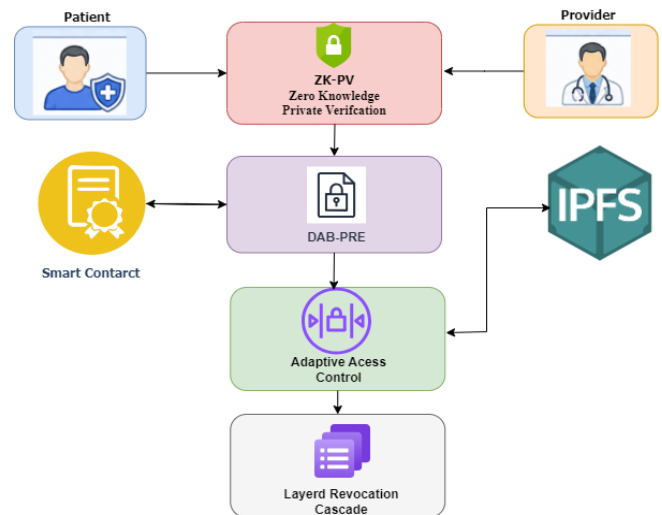 Patient
Provider
ZK-PV
Zero Knowledge
Private Verifcation
DAB-PRE
IPFS
Smart Contarct
Adaptive Acess
Control
Layerd Revocation
Cascade